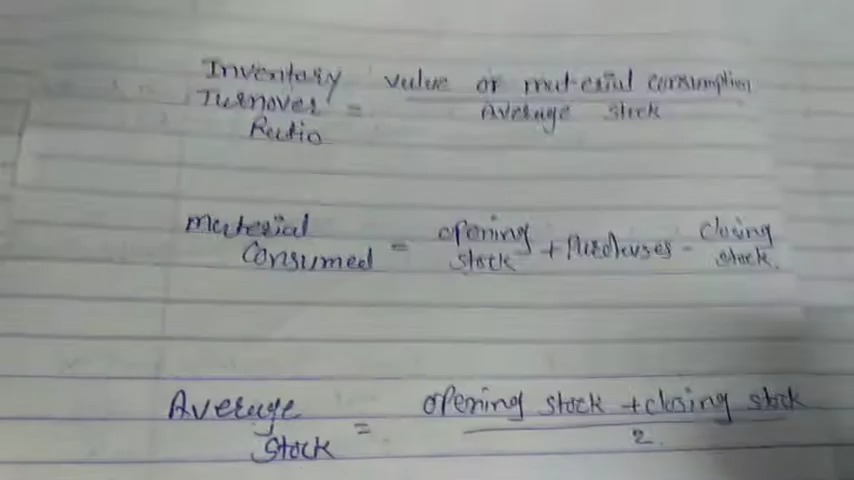 Inventory value or material consumption
Turnover =
Average stock
Ratio
material
Consumed = opening stock + Purchases - closing stock.
Average
Stock = opening stock + closing stock
2